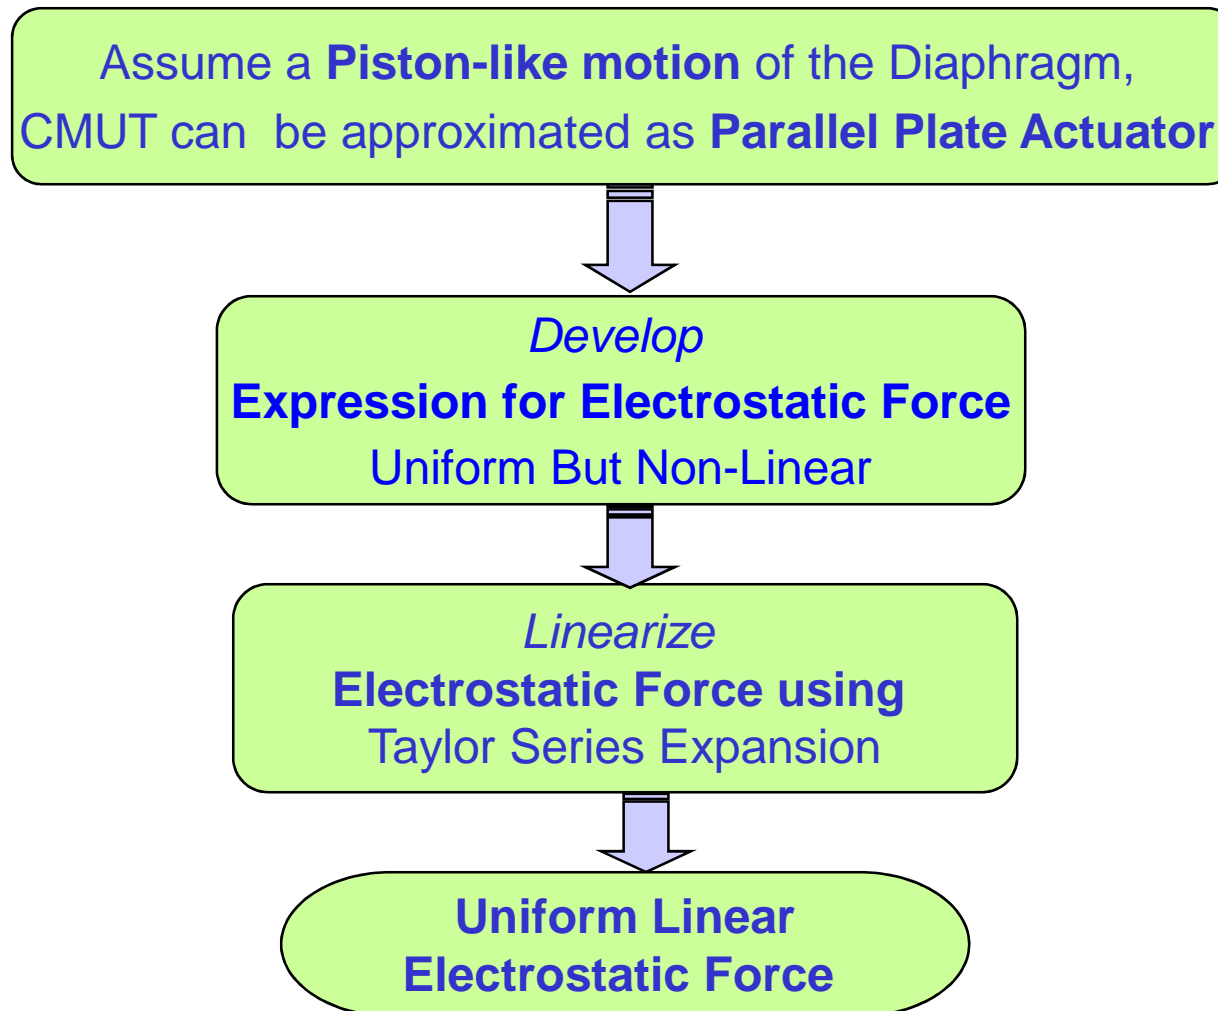 Assume a Piston-like motion of the Diaphragm,
CMUT can be approximated as Parallel Plate Actuator
Develop
Expression for Electrostatic Force
Uniform But Non-Linear
Linearize
Electrostatic Force using
Taylor Series Expansion
Uniform Linear
Electrostatic Force